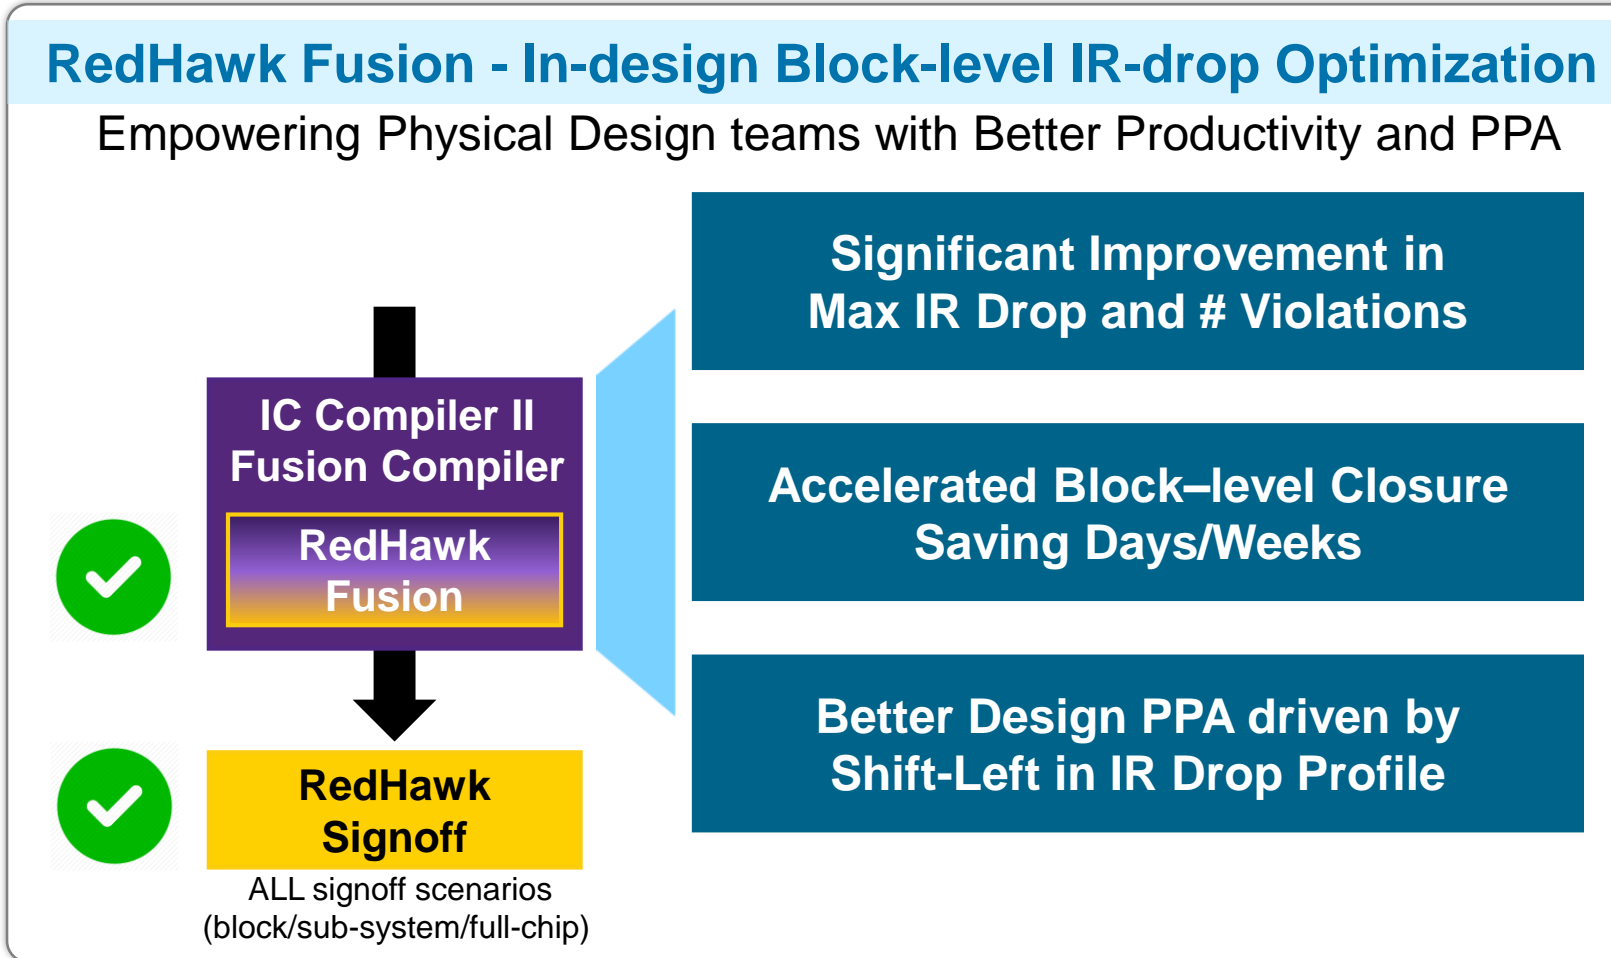 RedHawk Fusion - In-design Block-level IR-drop Optimization
Empowering Physical Design teams with Better Productivity and PPA
IC Compiler II
Fusion Compiler
RedHawk
Fusion
RedHawk
Signoff
ALL signoff scenarios
(block/sub-system/full-chip)
Significant Improvement in
Max IR Drop and # Violations
Accelerated Block–level Closure
Saving Days/Weeks
Better Design PPA driven by
Shift-Left in IR Drop Profile